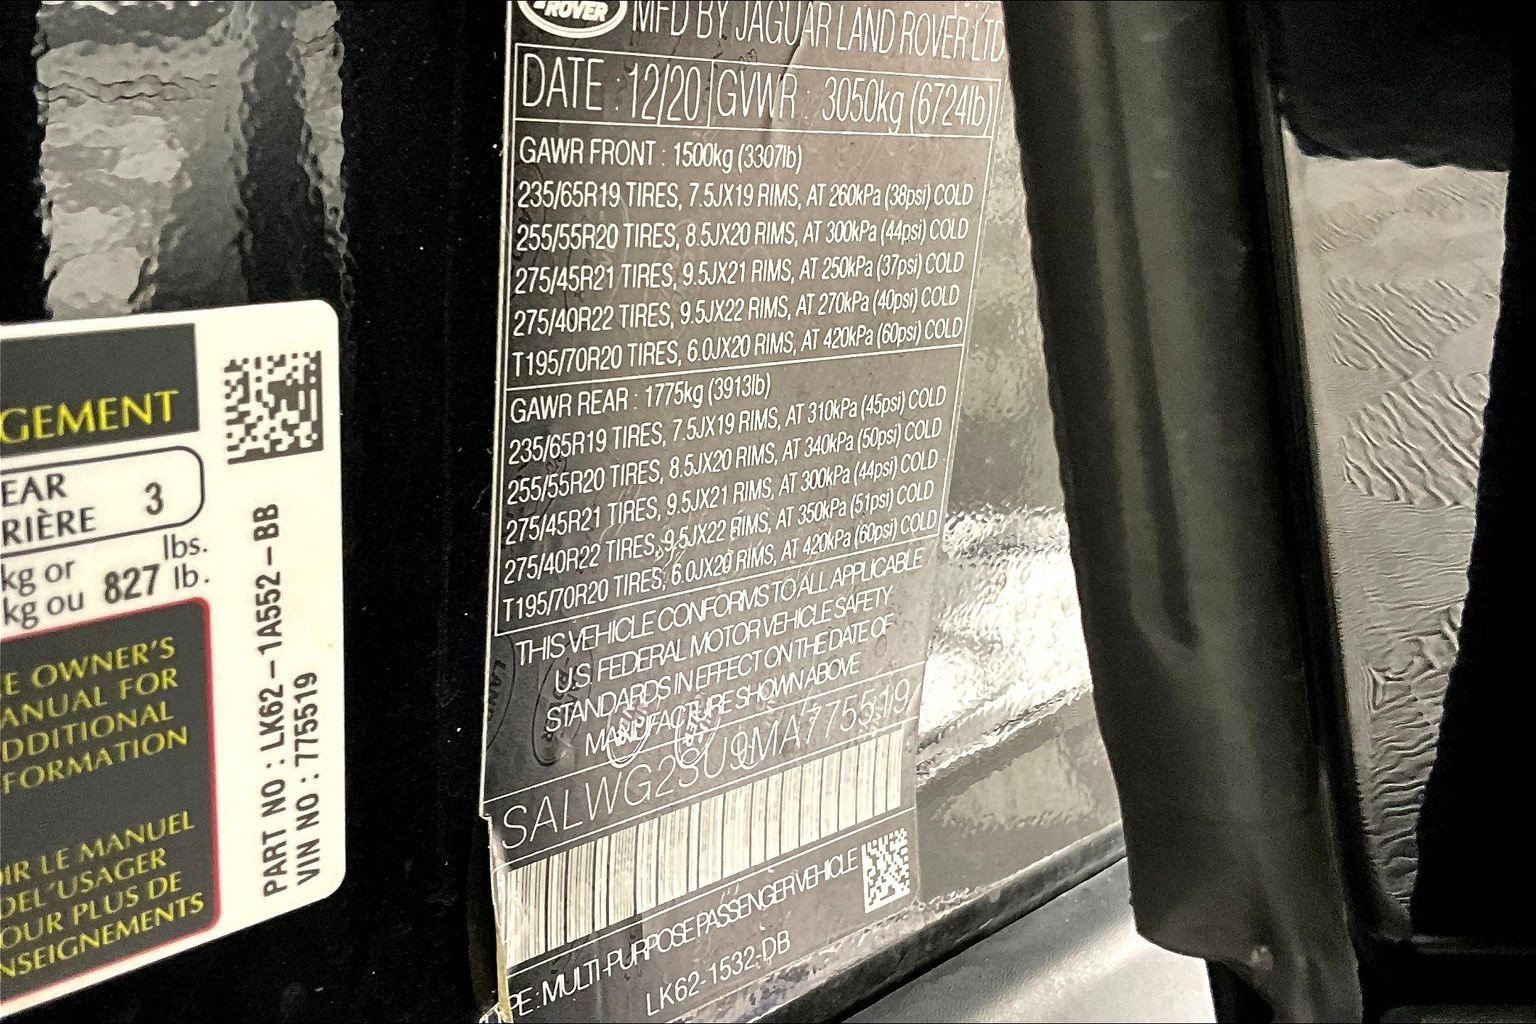 GEMENT
EAR
RIÈRE 3
lbs.
kg or
kg ou 827 lb.
E OWNER'S
ANUAL FOR
DDITIONAL
FORMATION
OIR LE MANUEL
DEL'USAGER
OUR PLUS DE
NSEIGNEMENTS
PART NO : LK62-1A552-BB
VIN NO : 775519
ROVER
MFD BY JAGUAR LAND ROVER LTD
DATE : 12/20 GVWR : 3050kg (6724lb)
GAWR FRONT : 1500kg (3307lb)
235/65R19 TIRES, 7.5JX19 RIMS, AT 260kPa (38psi) COLD
255/55R20 TIRES, 8.5JX20 RIMS, AT 300kPa (44psi) COLD
275/45R21 TIRES, 9.5JX21 RIMS, AT 250kPa (37psi) COLD
275/40R22 TIRES, 9.5JX22 RIMS, AT 270kPa (40psi) COLD
T195/70R20 TIRES, 6.0JX20 RIMS, AT 420kPa (60psi) COLD
GAWR REAR : 1775kg (3913lb)
235/65R19 TIRES, 7.5JX19 RIMS, AT 310kPa (45psi) COLD
255/55R20 TIRES, 8.5JX20 RIMS, AT 340kPa (50psi) COLD
275/45R21 TIRES, 9.5JX21 RIMS, AT 300kPa (44psi) COLD
275/40R22 TIRES, 9.5JX22 RIMS, AT 350kPa (51psi) COLD
T195/70R20 TIRES, 6.0JX20 RIMS, AT 420kPa (60psi) COLD
THIS VEHICLE CONFORMS TO ALL APPLICABLE
U.S. FEDERAL MOTOR VEHICLE SAFETY
STANDARDS IN EFFECT ON THE DATE OF
MANUFACTURE SHOWN ABOVE
SALWG2SU9MA775519
TYPE : MULTI-PURPOSE PASSENGER VEHICLE
LK62-1532-DB